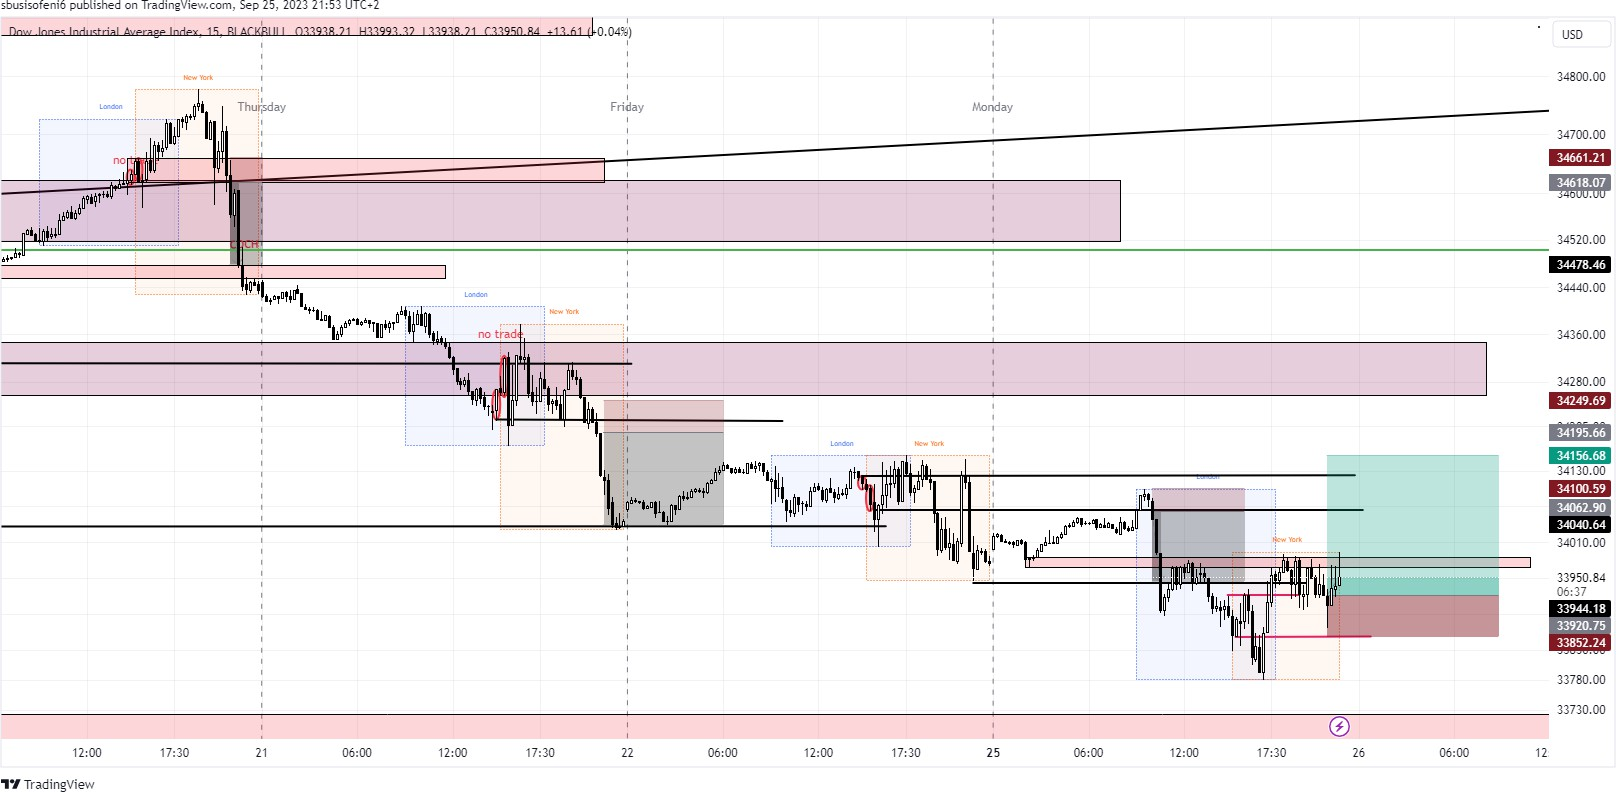 sbusisofeni6 published on TradingView.com, Sep 25, 2023 21:53 UTC+2
Dow Jones Industrial Average Index, 15, BLACKBULL O33938.21 H33993.32 L33938.21 C33950.84 +13.61 (+0.04%)
USD
34800.00
New York
London
Thursday
Friday
Monday
34700.00
no
34661.21
34618.07
34600.00
34520.00
34478.46
34440.00
London
New York
no trade
34360.00
34280.00
34249.69
34195.66
London
New York
34156.68
34130.00
London
34100.59
34062.90
34040.64
New York
34010.00
33950.84
06:37
33944.18
33920.75
33852.24
33780.00
33730.00
12:00 17:30 21 06:00 12:00 17:30 22 06:00 12:00 17:30 25 06:00 12:00 17:30 26 06:00 12:
TradingView